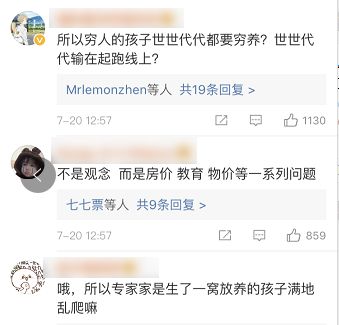 所以穷人的孩子世世代代都要穷养？世世代
代输在起跑线上？
Mrlemonzhen等人 共19条回复 >
7-20 12:57 1130
不是观念 而是房价 教育 物价等一系列问题
七七票等人 共9条回复 >
7-20 12:57 859
哦，所以专家家是生了一窝放养的孩子满地
乱爬嘛